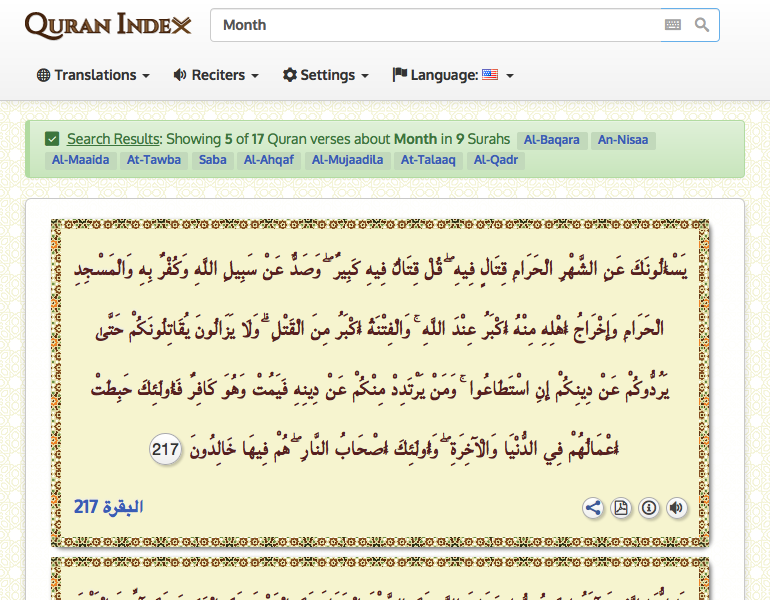 QURAN INDEX
Month
Translations
Reciters
Settings
Language:
Search Results: Showing 5 of 17 Quran verses about Month in 9 Surahs Al-Baqara An-Nisaa
Al-Maaida At-Tawba Saba Al-Ahqaf Al-Mujaadila At-Talaaq Al-Qadr
يَسْأَلُونَكَ عَنِ الشَّهْرِ الْحَرَامِ قِتَالٍ فِيهِ ۖ قُلْ قِتَالٌ فِيهِ كَبِيرٌ ۖ وَصَدٌّ عَنْ سَبِيلِ اللَّهِ وَكُفْرٌ بِهِ وَالْمَسْجِدِ
الْحَرَامِ وَإِخْرَاجُ أَهْلِهِ مِنْهُ أَكْبَرُ عِنْدَ اللَّهِ ۚ وَالْفِتْنَةُ أَكْبَرُ مِنَ الْقَتْلِ ۗ وَلَا يَزَالُونَ يُقَاتِلُونَكُمْ حَتَّىٰ
يَرُدُّوكُمْ عَنْ دِينِكُمْ إِنِ اسْتَطَاعُوا ۚ وَمَنْ يَرْتَدِدْ مِنْكُمْ عَنْ دِينِهِ فَيَمُتْ وَهُوَ كَافِرٌ فَأُولَٰئِكَ حَبِطَتْ
أَعْمَالُهُمْ فِي الدُّنْيَا وَالْآخِرَةِ ۖ وَأُولَٰئِكَ أَصْحَابُ النَّارِ ۖ هُمْ فِيهَا خَالِدُونَ 217
البقرة 217